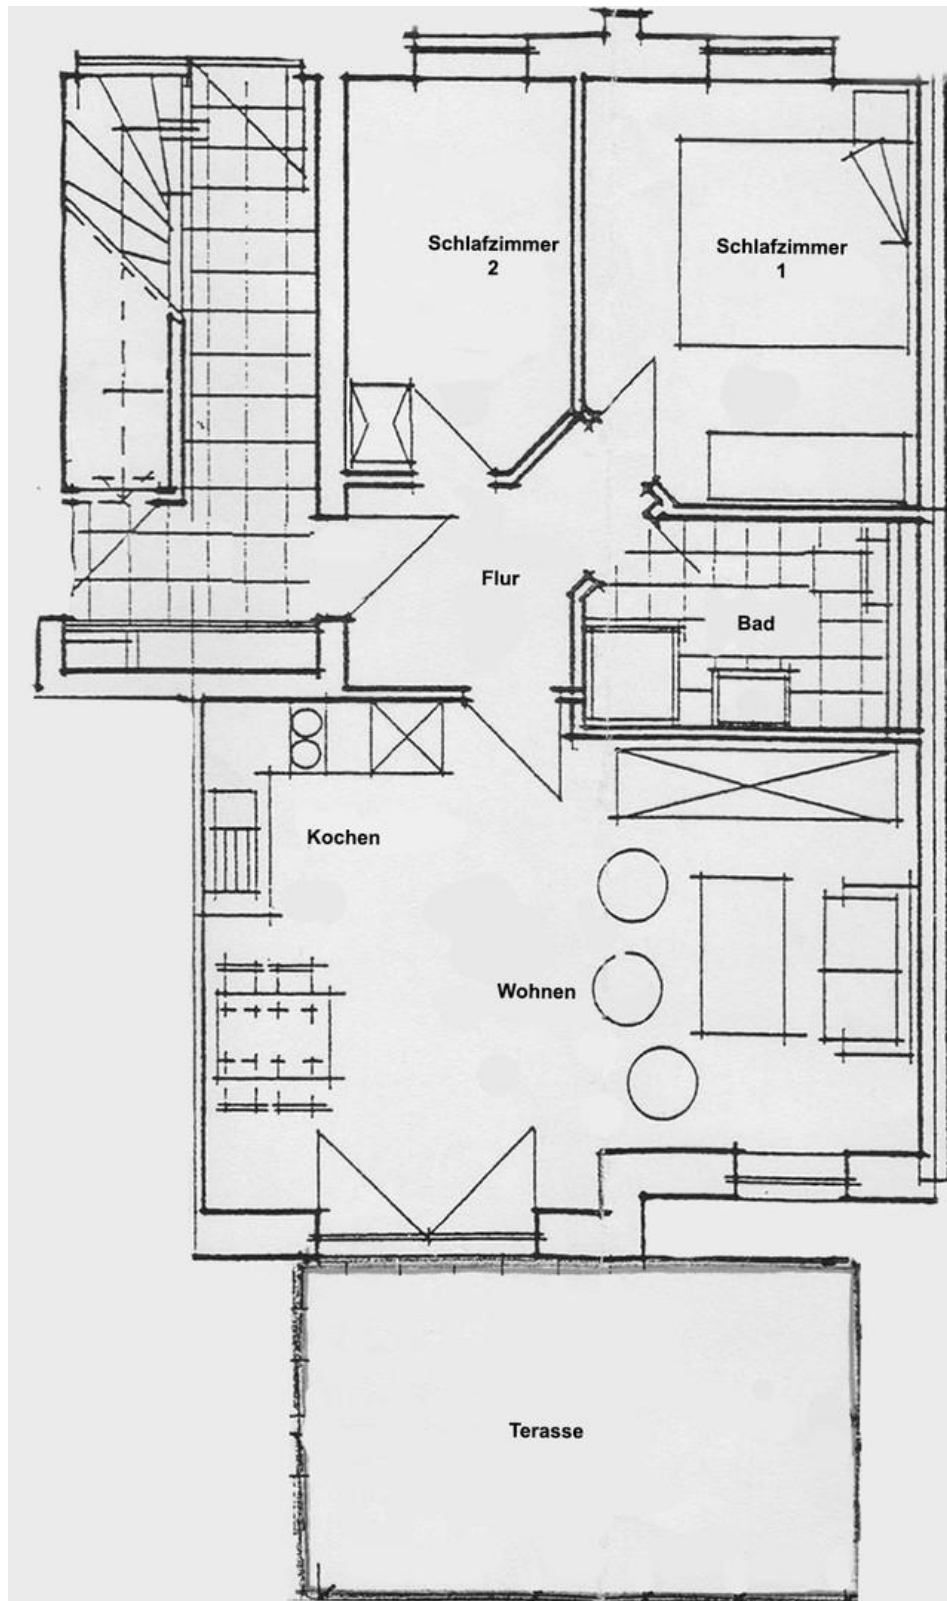 Schlafzimmer
2
Schlafzimmer
1
Flur
Bad
Kochen
Wohnen
Terasse